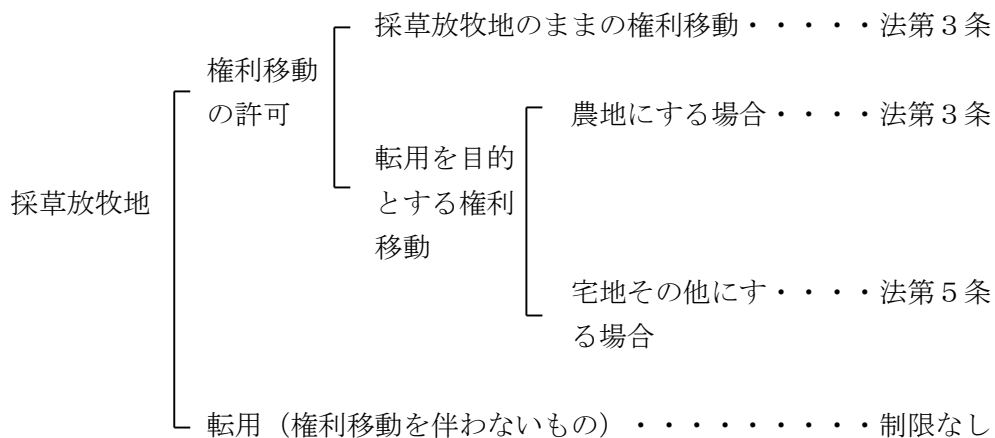 採草放牧地のままの権利移動・・・・・法第３条
権利移動
の許可
農地にする場合・・・・法第３条
転用を目的
とする権利
移動
採草放牧地
宅地その他にす・・・・法第５条
る場合
転用（権利移動を伴わないもの）・・・・・・・・・制限なし